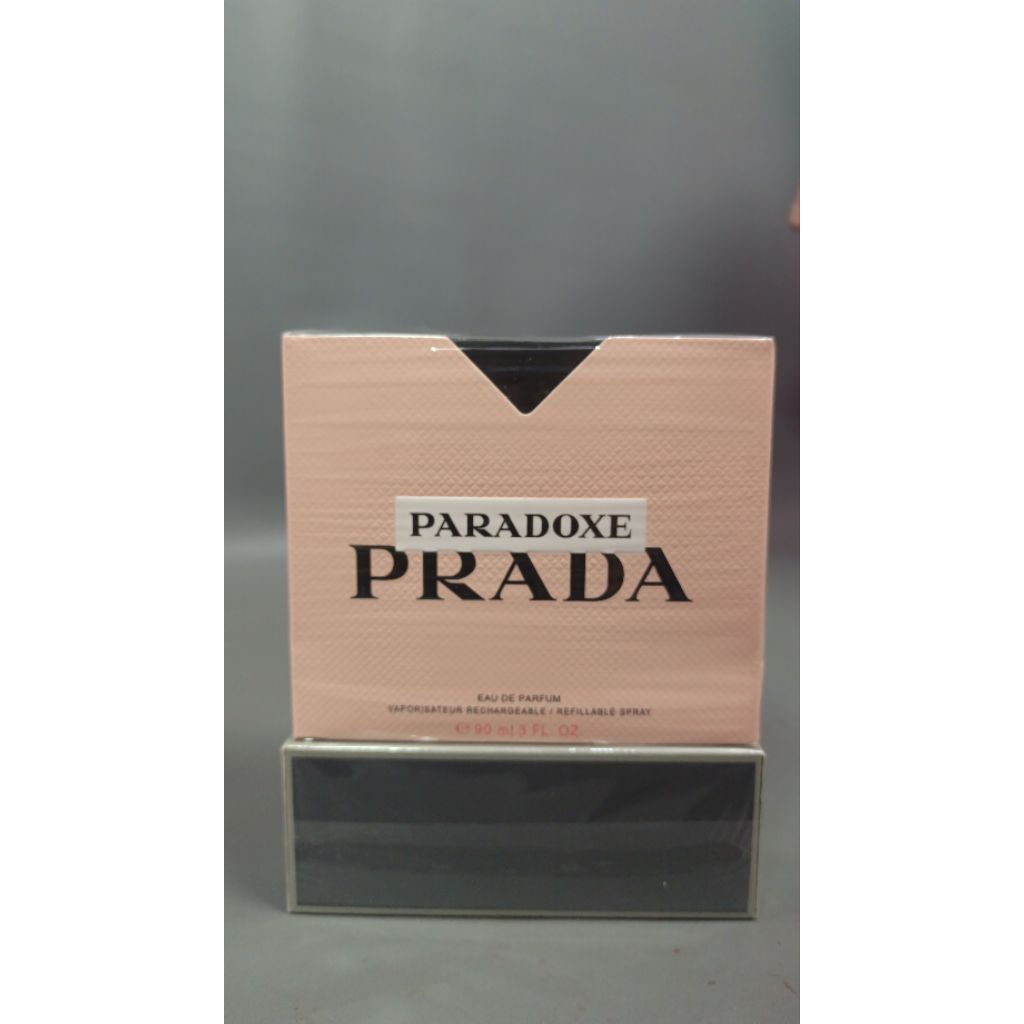 PARADOXE
PRADA
EAU DE PARFUM
VAPORISATEUR RECHARGEABLE / REFILLABLE SPRAY
℮ 90 ml 3 FL. OZ.